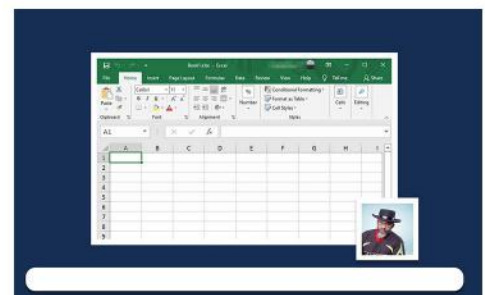 Book1.xlsx - Excel
File Home Insert Page Layout Formulas Data Review View Help Tell me Share
Calibri 11
Paste Number Conditional Formatting Format as Table Cell Styles Cells Editing
Clipboard Font Alignment Styles
A1 fx
A B C D E F G H I
1
2
3
4
5
6
7
8
9